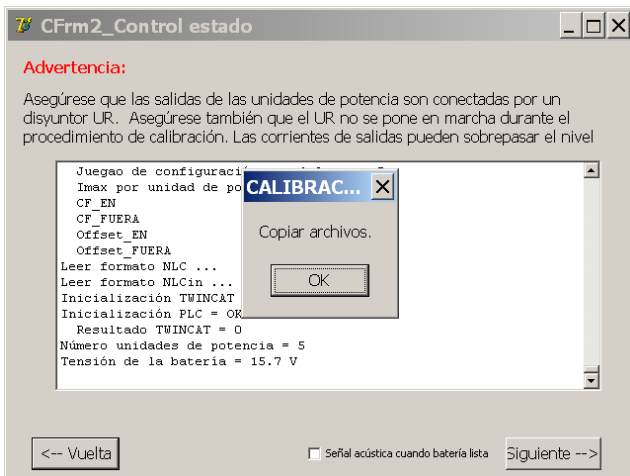 CFrm2_Control estado
Advertencia:
Asegúrese que las salidas de las unidades de potencia son conectadas por un
disyuntor UR. Asegúrese también que el UR no se pone en marcha durante el
procedimiento de calibración. Las corrientes de salidas pueden sobrepasar el nivel
Juegao de
Imax por unidad de
CF_EN
CF_FUERA
Offset_EN
Offset_FUERA
Leer formato NLC ...
Leer formato NLCin ...
Inicialización TWINCAT
Inicialización PLC = OK
Resultado TWINCAT = 0
Número unidades de potencia = 5
Tensión de la batería = 15.7 V
CALIBRAC...
Copiar archivos.
OK
<-- Vuelta
Señal acústica cuando batería lista
Siguiente -->